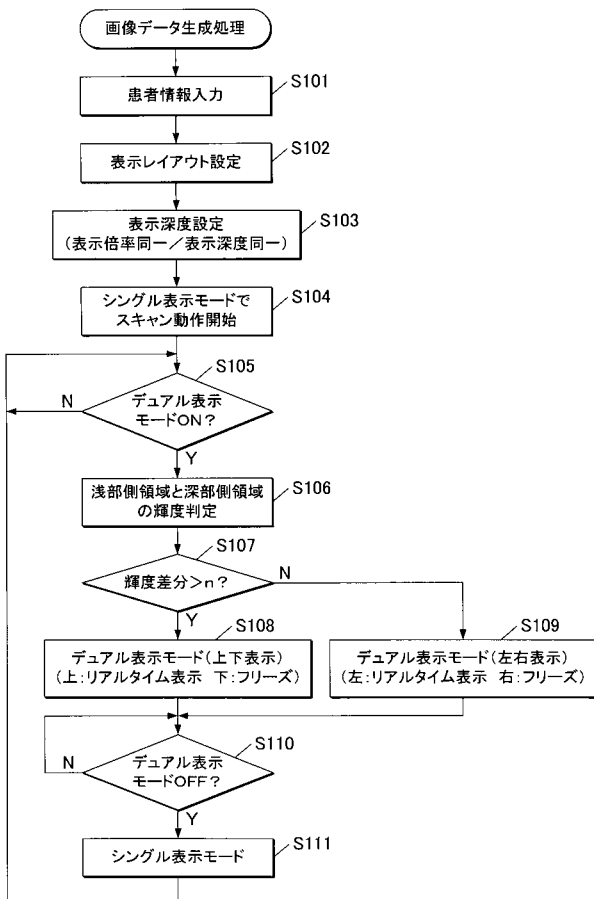 画像データ生成処理
患者情報入力
S101
表示レイアウト設定
S102
表示深度設定
(表示倍率同一/表示深度同一)
S103
シングル表示モードで
スキャン動作開始
S104
S105
デュアル表示
モードON?
N
Y
浅部側領域と深部側領域
の輝度判定
S106
S107
輝度差分>n?
N
Y
S108
デュアル表示モード(上下表示)
(上:リアルタイム表示 下:フリーズ)
S109
デュアル表示モード(左右表示)
(左:リアルタイム表示 右:フリーズ)
S110
デュアル表示
モードOFF?
N
Y
シングル表示モード
S111